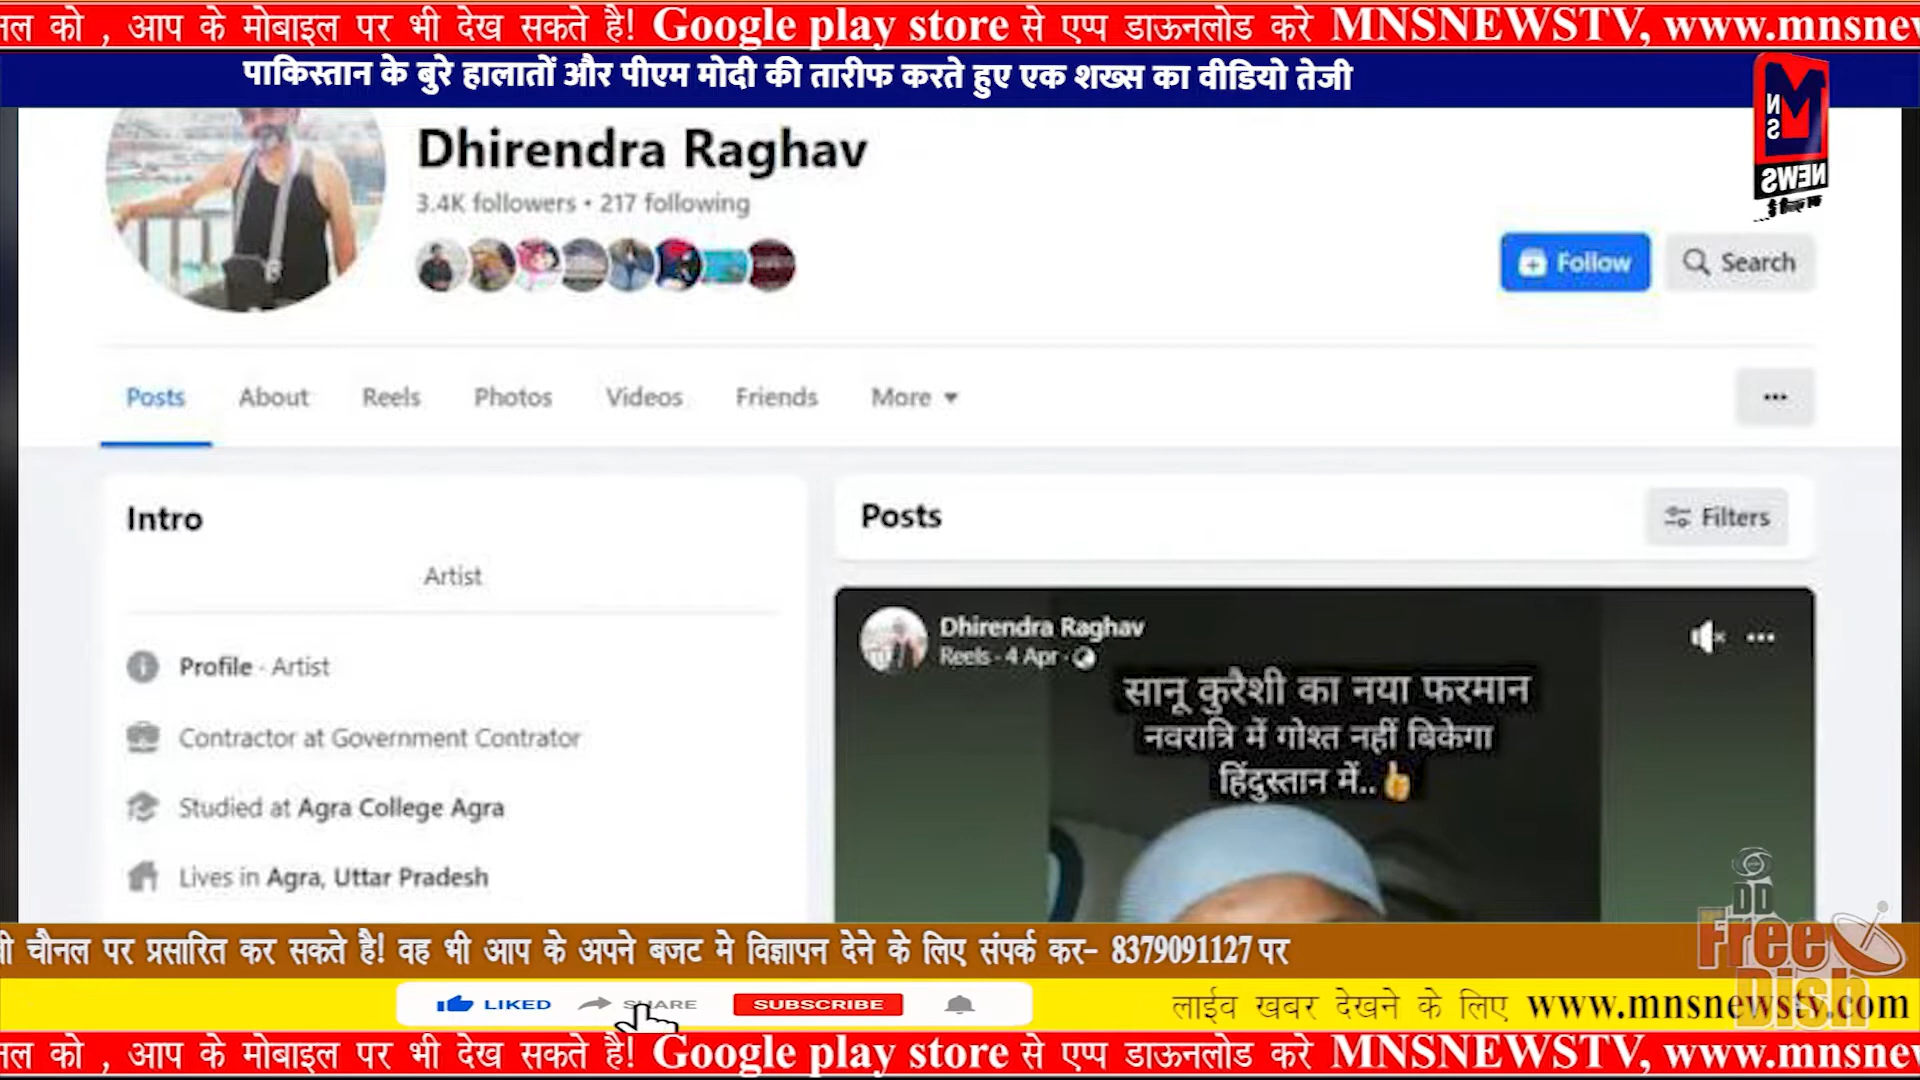 नल को , आप के मोबाइल पर भी देख सकते है! Google play store से एप्प डाऊनलोड करे MNSNEWSTV, www.mnsnew
पाकिस्तान के बुरे हालातों और पीएम मोदी की तारीफ करते हुए एक शख्स का वीडियो तेजी
MNS
NEWS
Dhirendra Raghav
3.4K followers • 217 following
Follow
Search
Posts About Reels Photos Videos Friends More
Intro
Artist
Profile · Artist
Contractor at Government Contrator
Studied at Agra College Agra
Lives in Agra, Uttar Pradesh
Posts
Filters
Dhirendra Raghav
Reels · 4 Apr ·
सानू कुरैशी का नया फरमान
नवरात्रि में गोश्त नहीं बिकेगा
हिंदुस्तान में..👍
DD
Free
Dish
भी चौनल पर प्रसारित कर सकते है! वह भी आप के अपने बजट मे विज्ञापन देने के लिए संपर्क कर- 8379091127 पर
LIKED SHARE SUBSCRIBE
लाईव खबर देखने के लिए www.mnsnewstv.com
नल को , आप के मोबाइल पर भी देख सकते है! Google play store से एप्प डाऊनलोड करे MNSNEWSTV, www.mnsnew